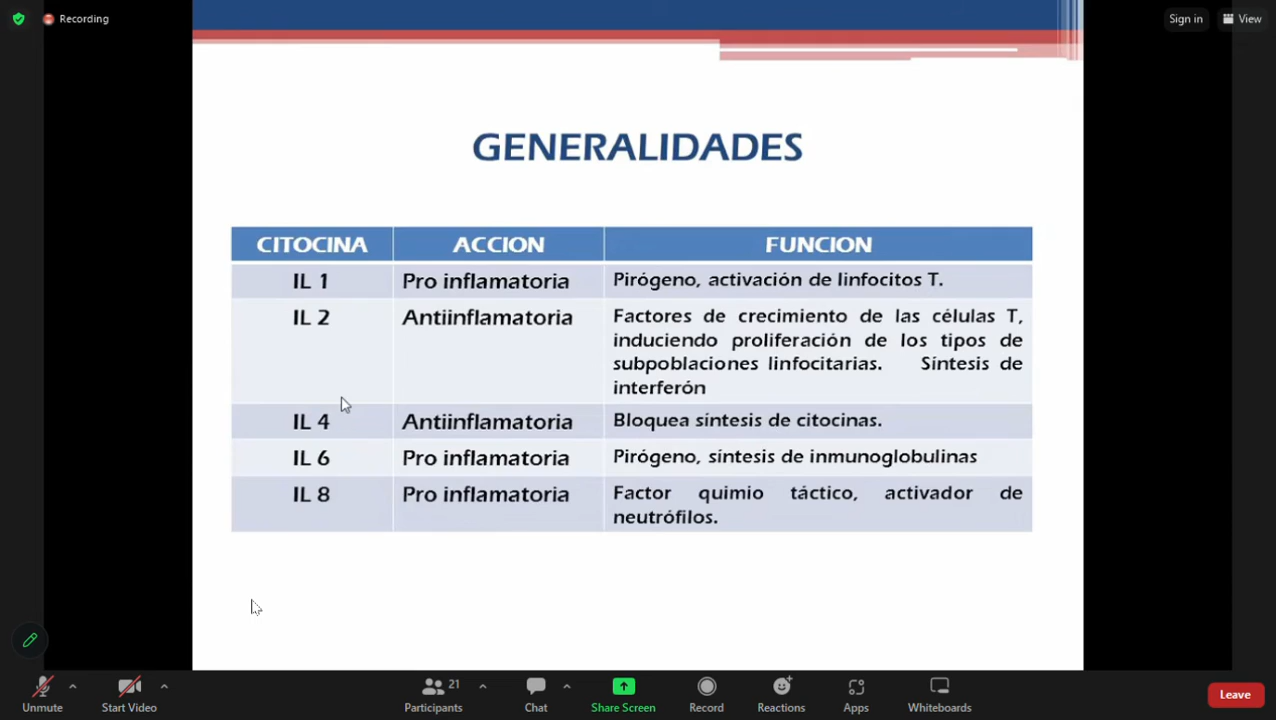 Recording
Sign in
View
GENERALIDADES
CITOCINA ACCION FUNCION
IL 1 Pro inflamatoria Pirógeno, activación de linfocitos T.
IL 2 Antiinflamatoria Factores de crecimiento de las células T,
induciendo proliferación de los tipos de
subpoblaciones linfocitarias. Síntesis de
interferón
IL 4 Antiinflamatoria Bloquea síntesis de citocinas.
IL 6 Pro inflamatoria Pirógeno, síntesis de inmunoglobulinas
IL 8 Pro inflamatoria Factor quimio táctico, activador de
neutrófilos.
Unmute
Start Video
21
Participants
Chat
Share Screen
Record
Reactions
Apps
Whiteboards
Leave